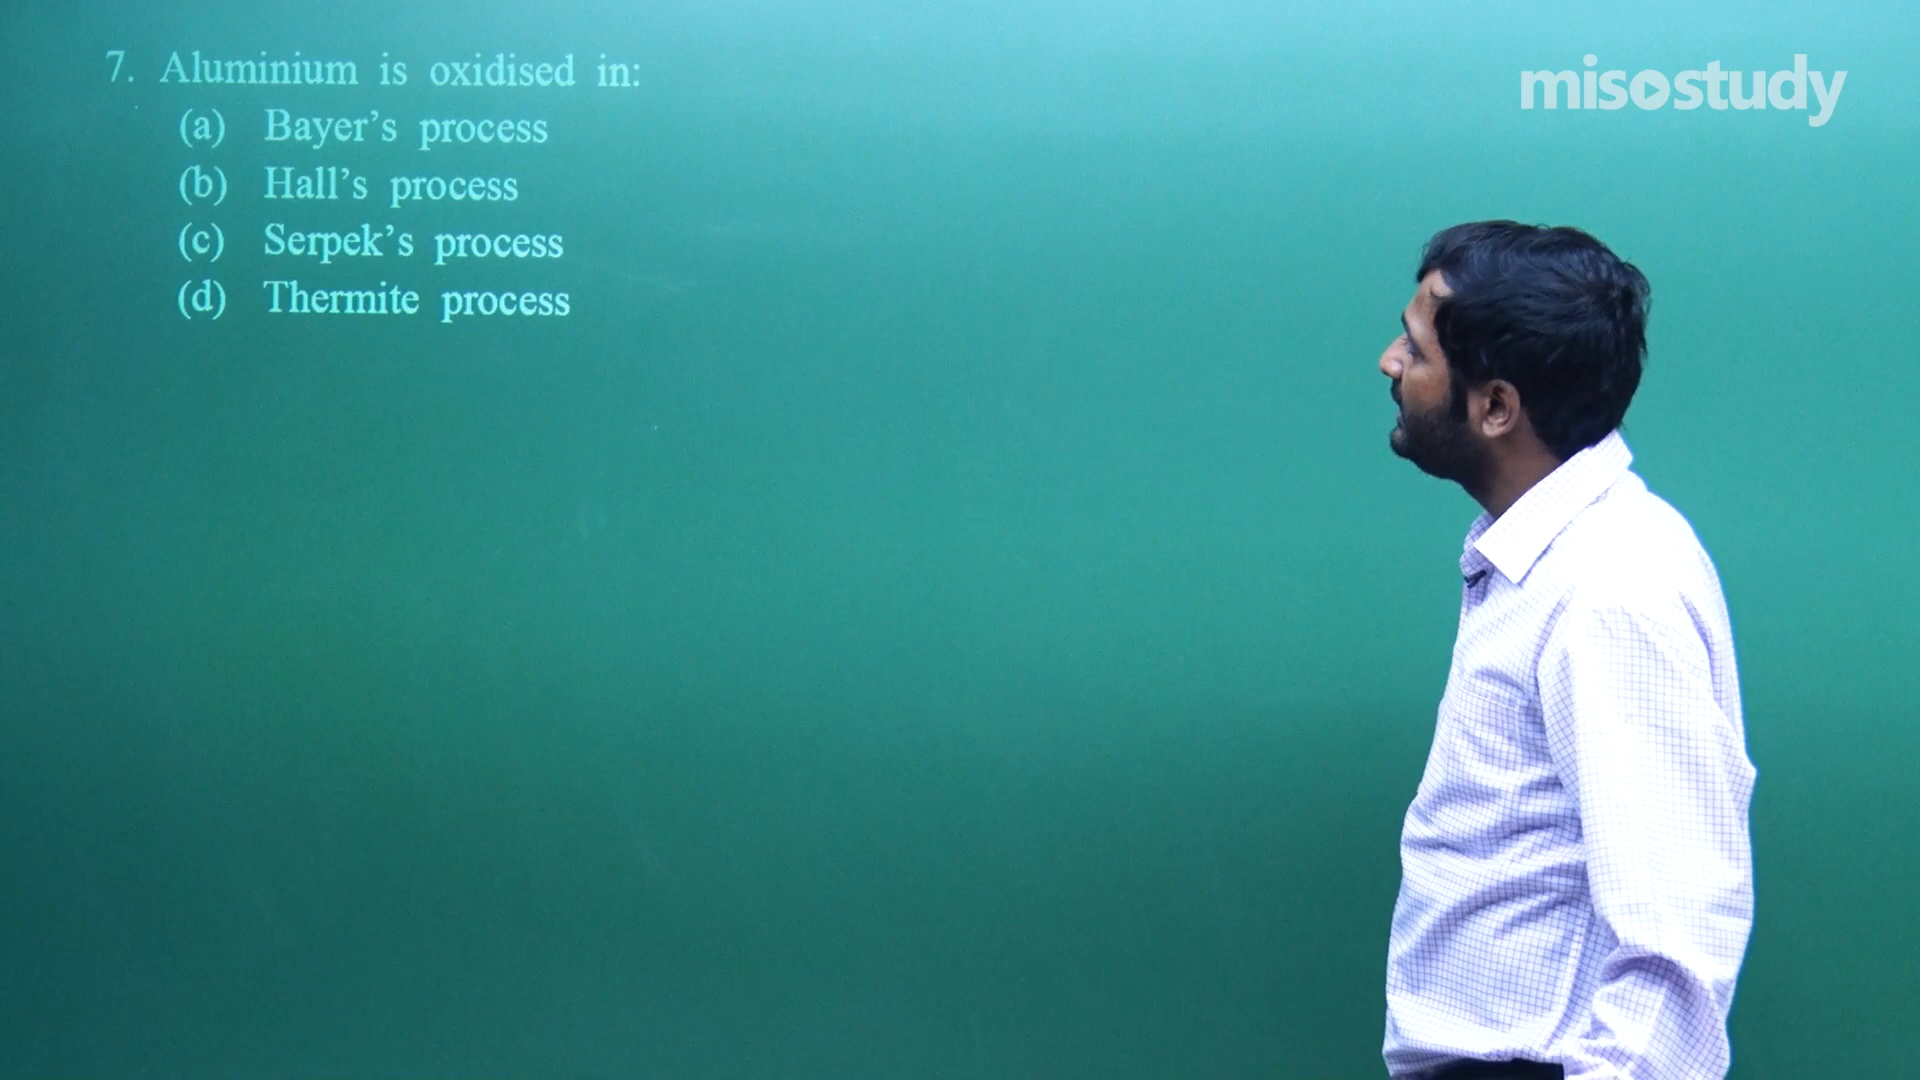 misostudy
7. Aluminium is oxidised in:
(a) Bayer’s process
(b) Hall’s process
(c) Serpek’s process
(d) Thermite process